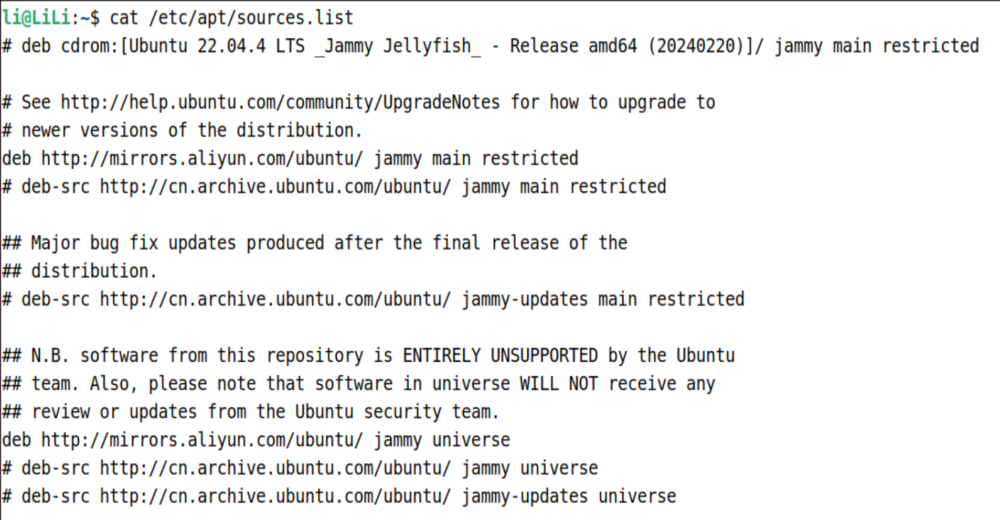 li@LiLi:~$ cat /etc/apt/sources.list
# deb cdrom:[Ubuntu 22.04.4 LTS _Jammy Jellyfish_ - Release amd64 (20240220)]/ jammy main restricted
# See http://help.ubuntu.com/community/UpgradeNotes for how to upgrade to
# newer versions of the distribution.
deb http://mirrors.aliyun.com/ubuntu/ jammy main restricted
# deb-src http://cn.archive.ubuntu.com/ubuntu/ jammy main restricted
## Major bug fix updates produced after the final release of the
## distribution.
# deb-src http://cn.archive.ubuntu.com/ubuntu/ jammy-updates main restricted
## N.B. software from this repository is ENTIRELY UNSUPPORTED by the Ubuntu
## team. Also, please note that software in universe WILL NOT receive any
## review or updates from the Ubuntu security team.
deb http://mirrors.aliyun.com/ubuntu/ jammy universe
# deb-src http://cn.archive.ubuntu.com/ubuntu/ jammy universe
# deb-src http://cn.archive.ubuntu.com/ubuntu/ jammy-updates universe